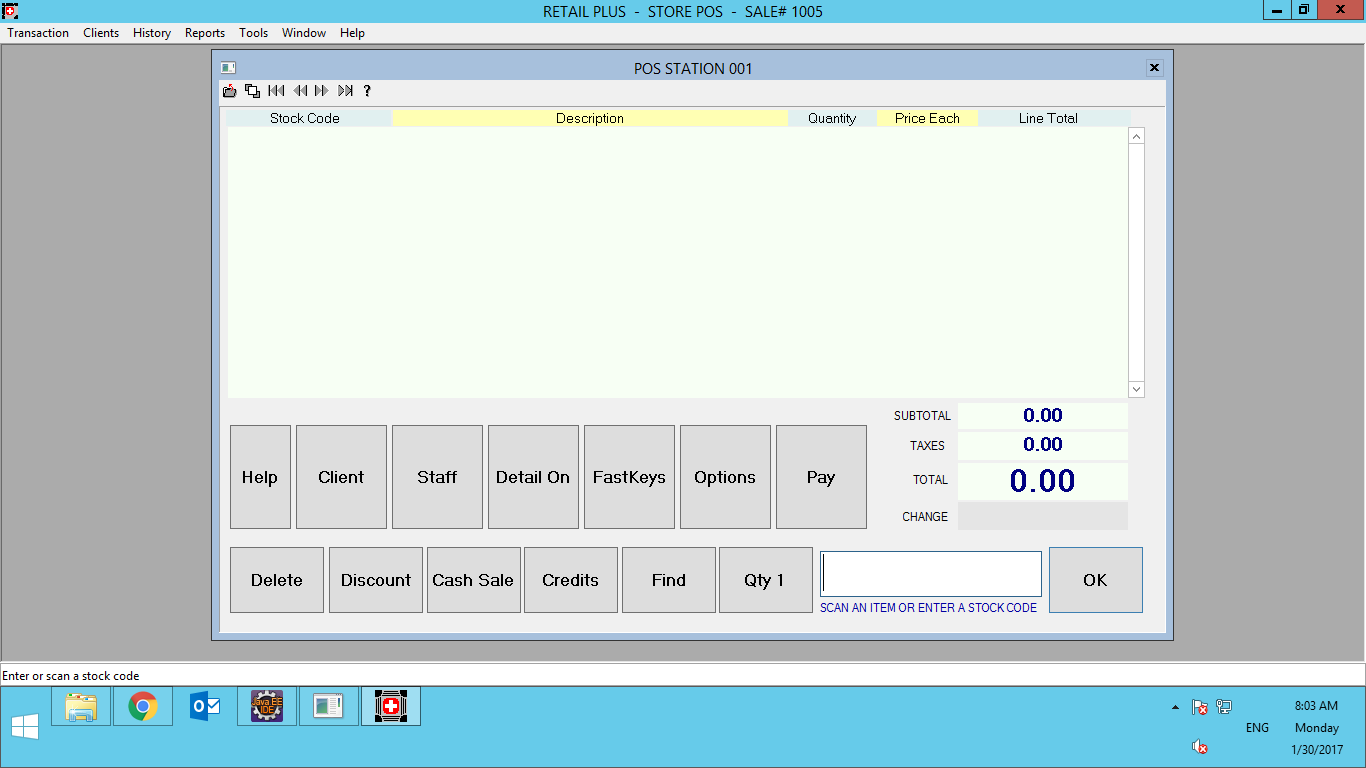 RETAIL PLUS - STORE POS - SALE# 1005
Transaction Clients History Reports Tools Window Help
POS STATION 001
?
Stock Code Description Quantity Price Each Line Total
SUBTOTAL 0.00
TAXES 0.00
TOTAL 0.00
CHANGE
Help Client Staff Detail On FastKeys Options Pay
Delete Discount Cash Sale Credits Find Qty 1 OK
SCAN AN ITEM OR ENTER A STOCK CODE
Enter or scan a stock code
Java EE
IDE
ENG
8:03 AM
Monday
1/30/2017